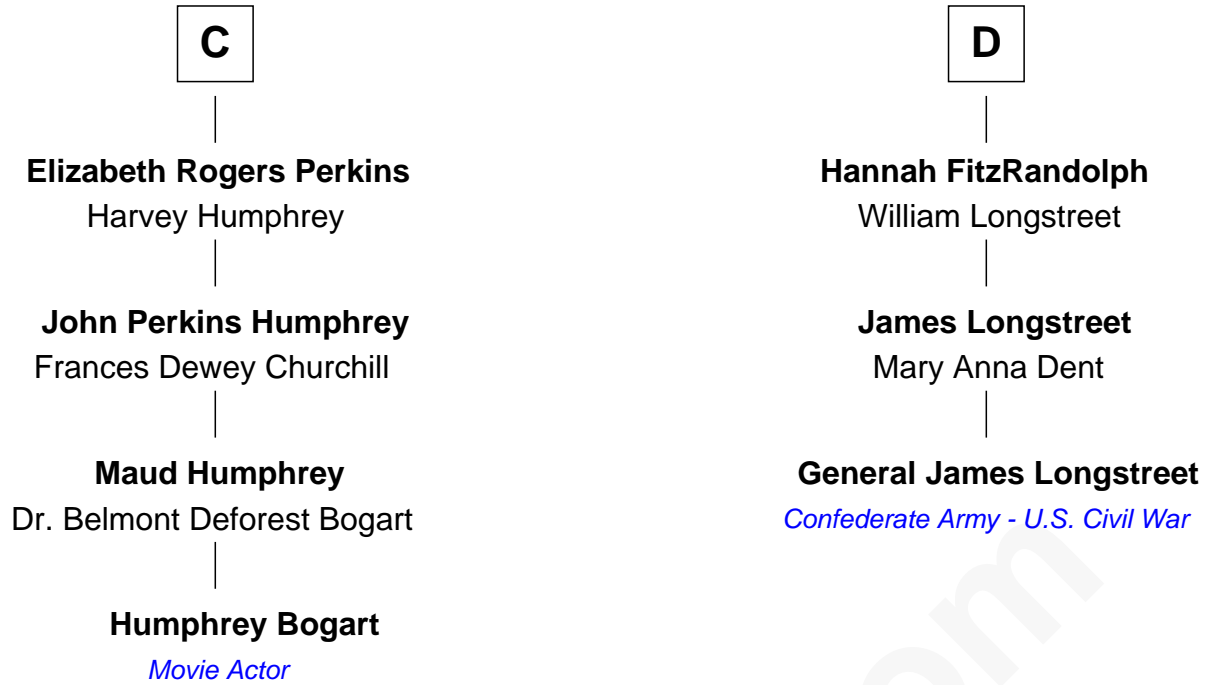 C
Elizabeth Rogers Perkins
Harvey Humphrey
John Perkins Humphrey
Frances Dewey Churchill
Maud Humphrey
Dr. Belmont Deforest Bogart
Humphrey Bogart
Movie Actor
D
Hannah FitzRandolph
William Longstreet
James Longstreet
Mary Anna Dent
General James Longstreet
Confederate Army - U.S. Civil War
om